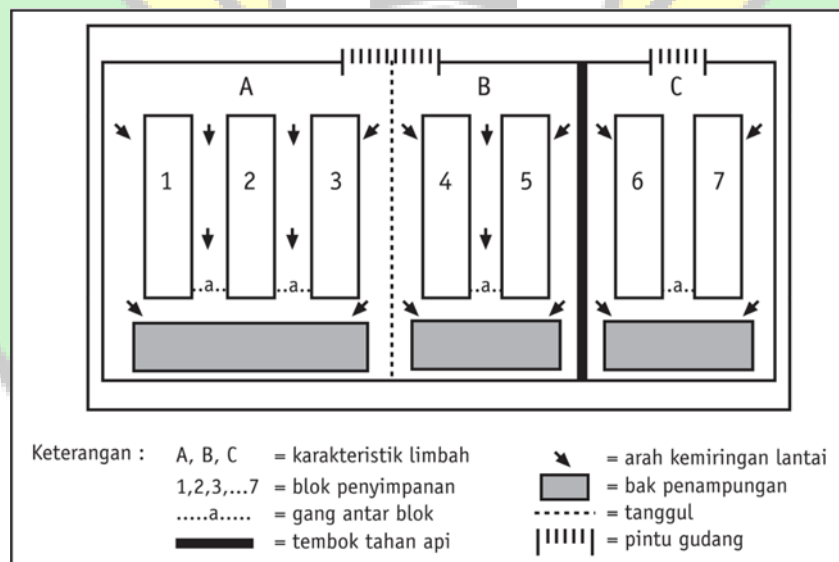 A B C
1 2 3 4 5 6 7
..a.. ..a.. ..a.. ..a..
Keterangan : A, B, C = karakteristik limbah
1,2,3,...7 = blok penyimpanan
.....a..... = gang antar blok
= tembok tahan api
= arah kemiringan lantai
= bak penampungan
= tanggul
= pintu gudang